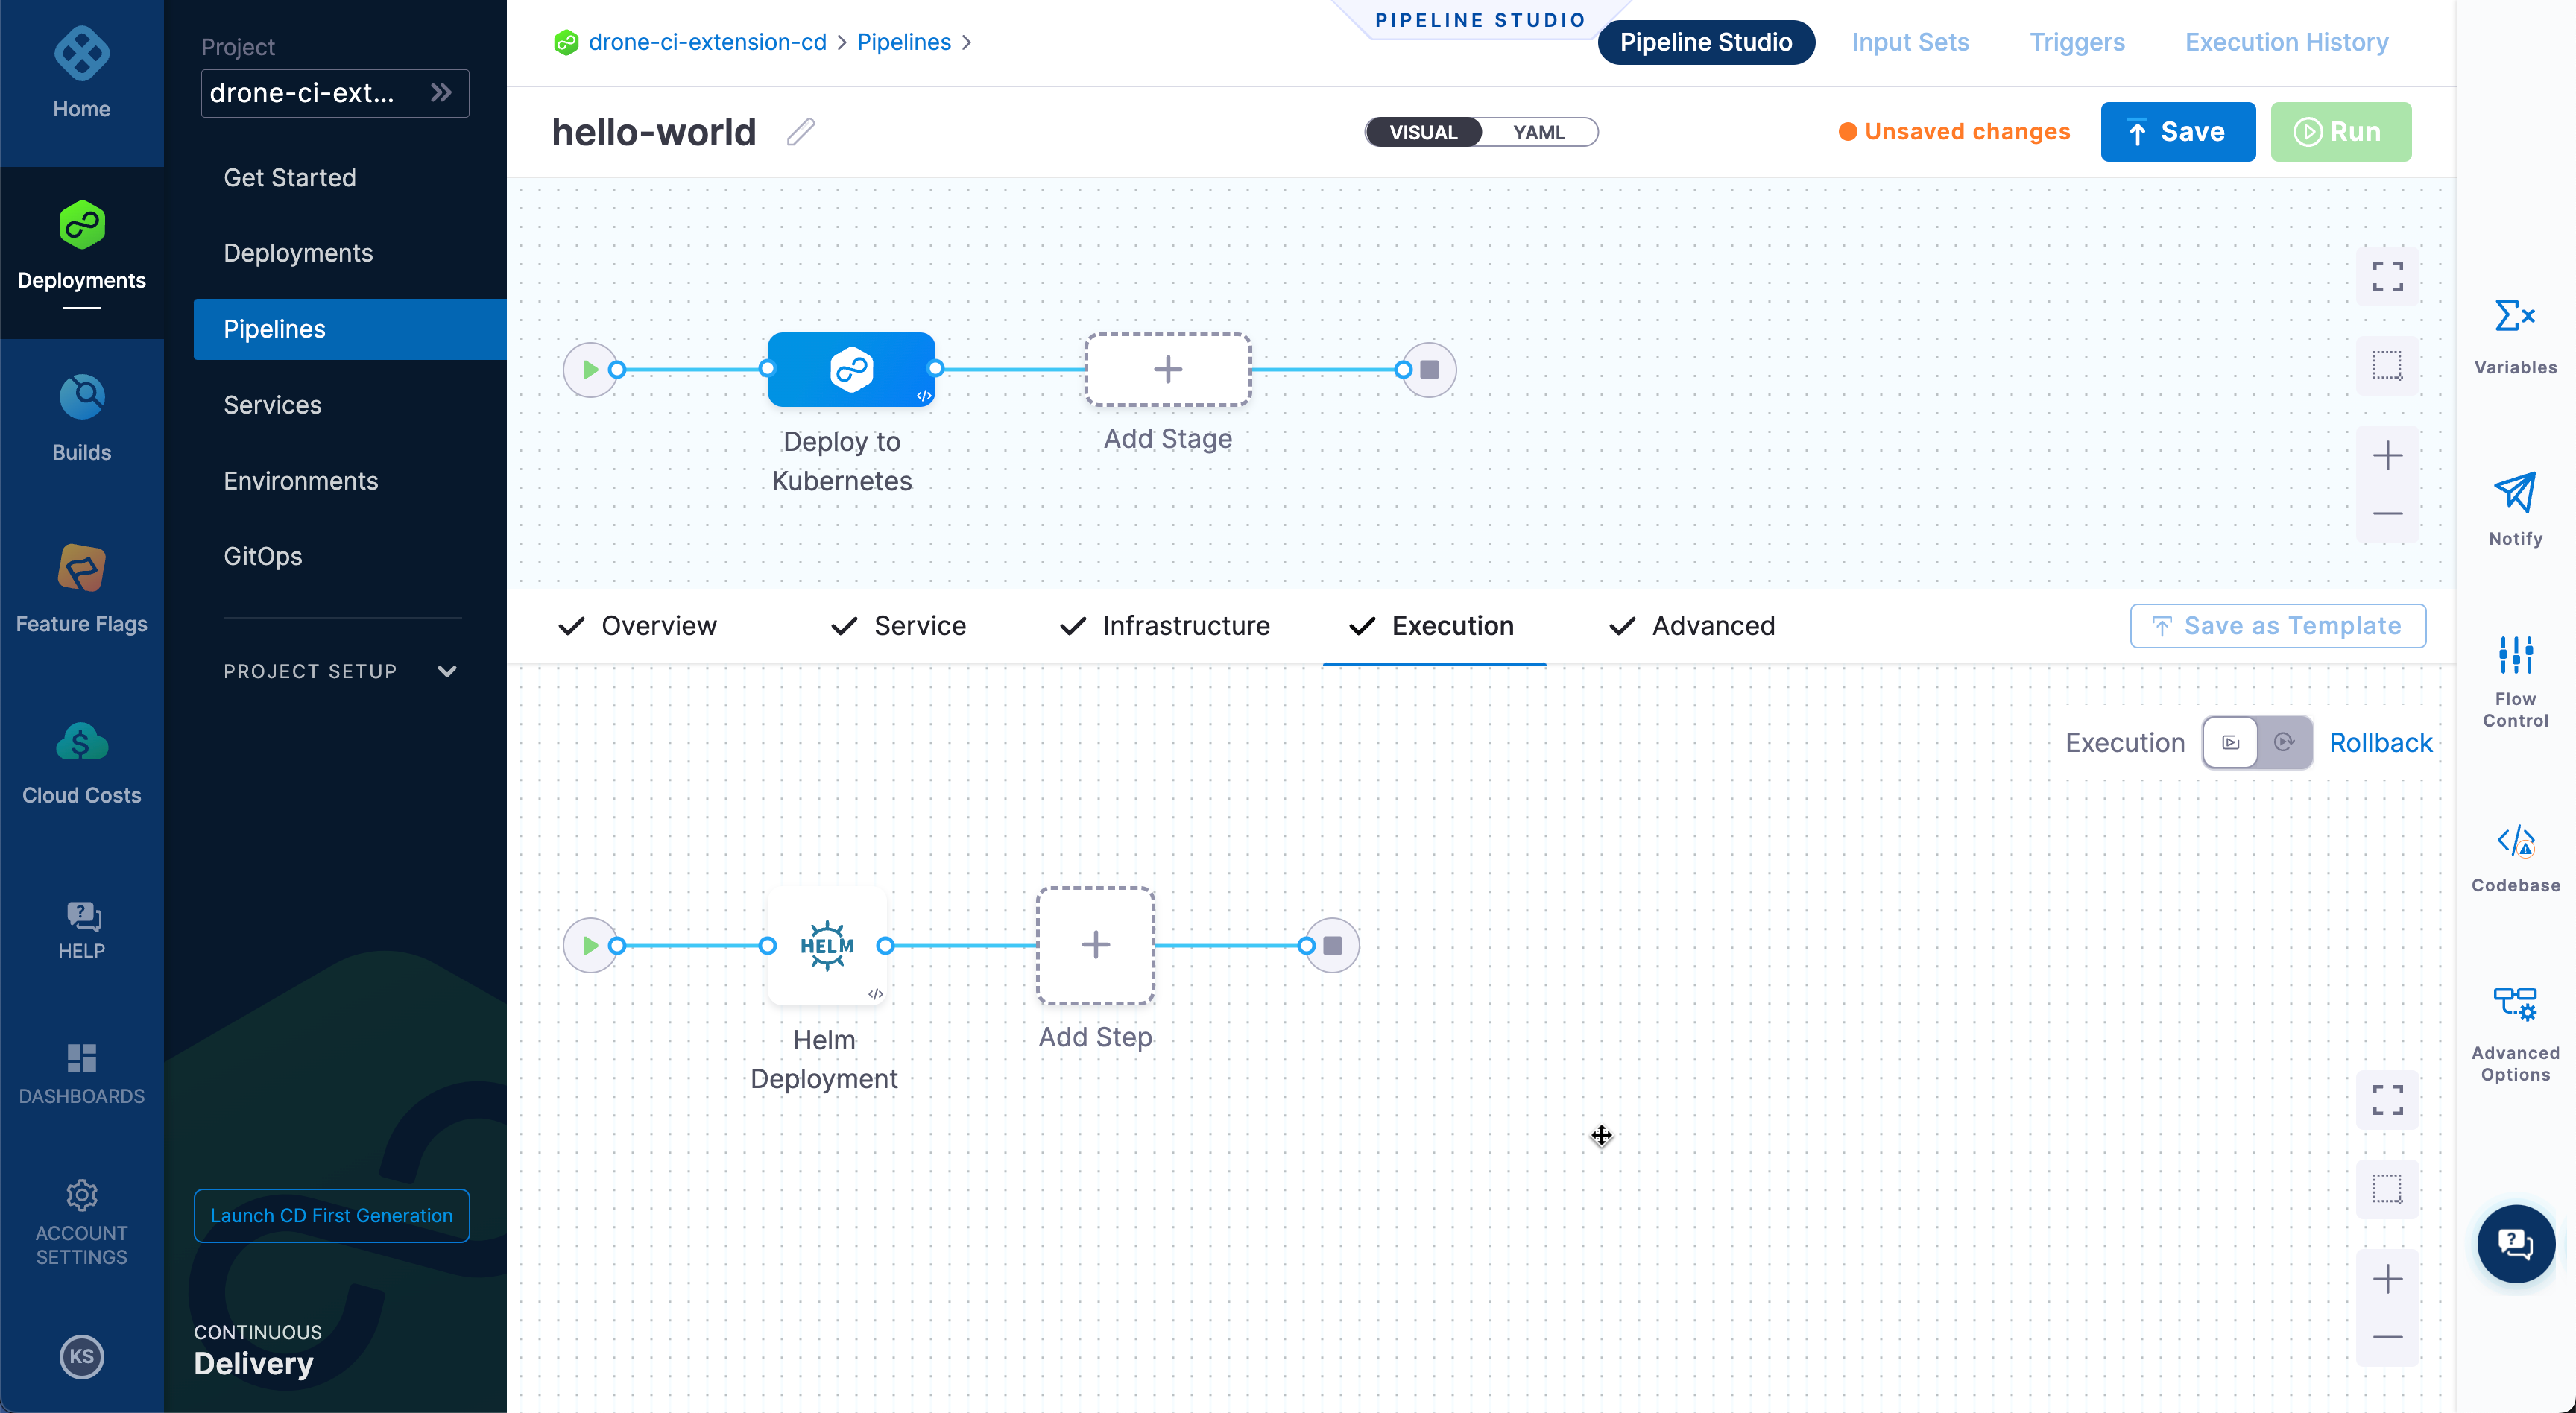 Home
Deployments
Builds
Feature Flags
Cloud Costs
HELP
DASHBOARDS
ACCOUNT
SETTINGS
KS
Project
drone-ci-ext...
Get Started
Deployments
Pipelines
Services
Environments
GitOps
PROJECT SETUP
Launch CD First Generation
CONTINUOUS
Delivery
PIPELINE STUDIO
drone-ci-extension-cd > Pipelines >
Pipeline Studio
Input Sets
Triggers
Execution History
hello-world
VISUAL
YAML
Unsaved changes
Save
Run
Deploy to
Kubernetes
Add Stage
Overview
Service
Infrastructure
Execution
Advanced
Save as Template
Execution
Rollback
HELM
Helm
Deployment
Add Step
Variables
Notify
Flow
Control
Codebase
Advanced
Options